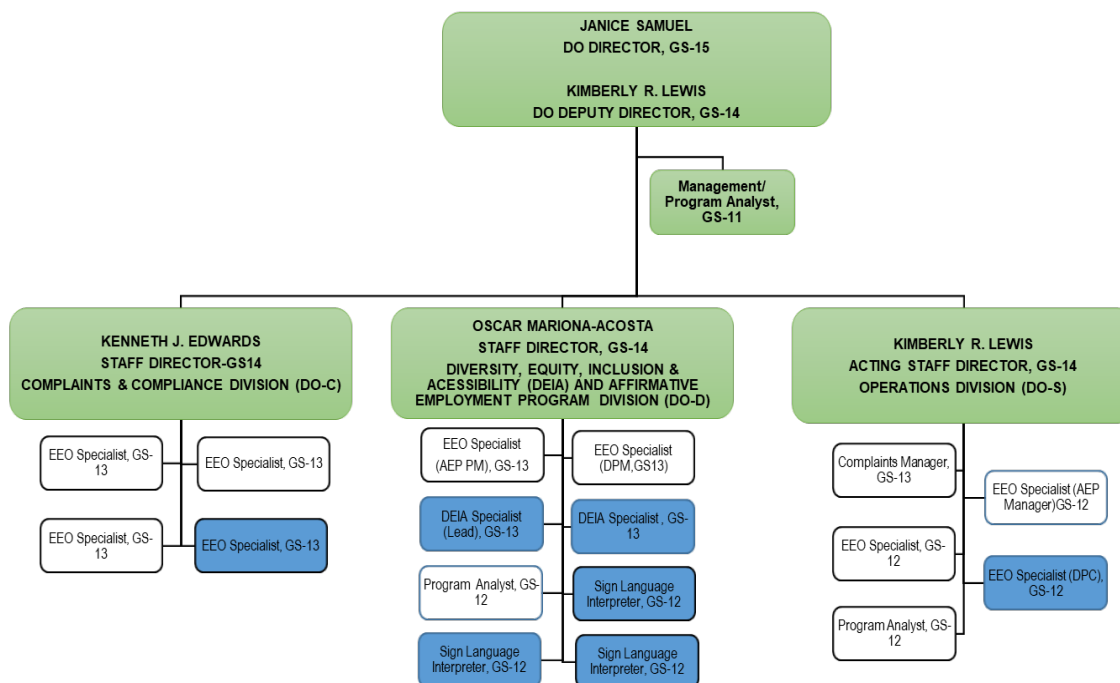 JANICE SAMUEL
DO DIRECTOR, GS-15
KIMBERLY R. LEWIS
DO DEPUTY DIRECTOR, GS-14
Management/
Program Analyst,
GS-11
KENNETH J. EDWARDS
STAFF DIRECTOR-GS14
COMPLAINTS & COMPLIANCE DIVISION (DO-C)
EEO Specialist, GS-
13
EEO Specialist, GS-13
EEO Specialist, GS-
13
EEO Specialist, GS-13
OSCAR MARIONA-ACOSTA
STAFF DIRECTOR, GS-14
DIVERSITY, EQUITY, INCLUSION &
ACESSIBILITY (DEIA) AND AFFIRMATIVE
EMPLOYMENT PROGRAM DIVISION (DO-D)
EEO Specialist
(AEP PM), GS-13
EEO Specialist
(DPM,GS13)
DEIA Specialist
(Lead), GS-13
DEIA Specialist , GS-
13
Program Analyst, GS-
12
Sign Language
Interpreter, GS-12
Sign Language
Interpreter, GS-12
Sign Language
Interpreter, GS-12
KIMBERLY R. LEWIS
ACTING STAFF DIRECTOR, GS-14
OPERATIONS DIVISION (DO-S)
Complaints Manager,
GS-13
EEO Specialist (AEP
Manager)GS-12
EEO Specialist, GS-
12
EEO Specialist (DPC),
GS-12
Program Analyst, GS-
12